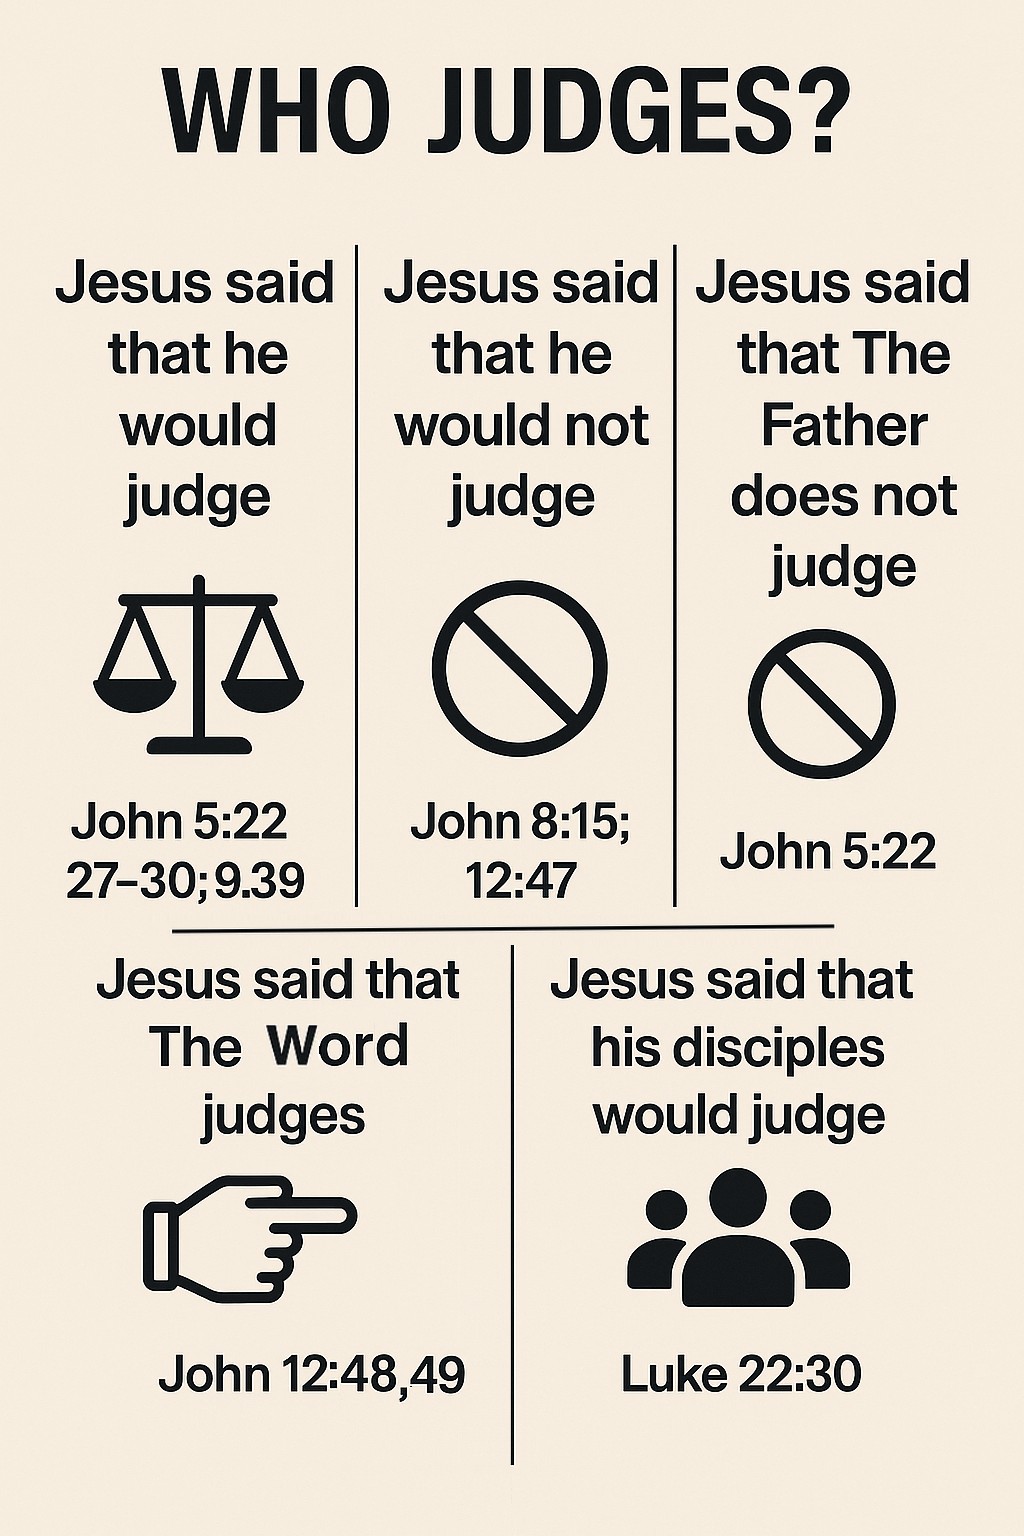 WHO JUDGES?
Jesus said
that he
would
judge
John 5:22
27–30; 9.39
Jesus said
that he
would not
judge
John 8:15;
12:47
Jesus said
that The
Father
does not
judge
John 5:22
Jesus said that
The Word
judges
John 12:48,49
Jesus said that
his disciples
would judge
Luke 22:30